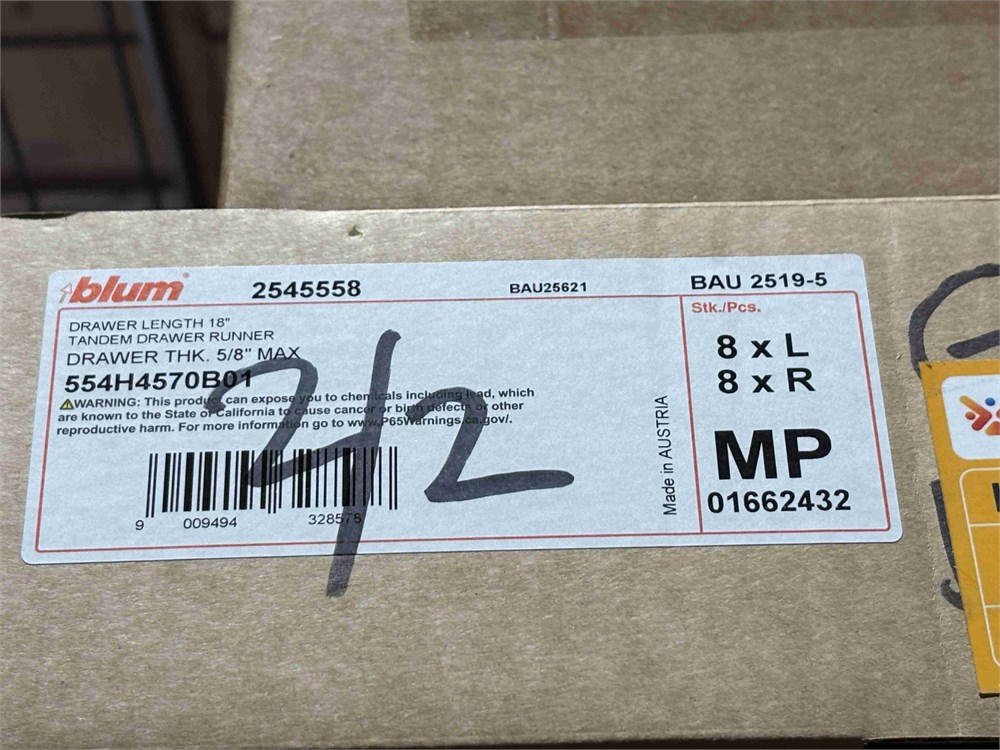 blum® 2545558 BAU25621 BAU 2519-5
DRAWER LENGTH 18"
TANDEM DRAWER RUNNER
DRAWER THK. 5/8" MAX
554H4570B01
WARNING: This product can expose you to chemicals including lead, which
are known to the State of California to cause cancer or birth defects or other
reproductive harm. For more information go to www.P65Warnings.ca.gov/.
9 009494 328578
2/2
Made in AUSTRIA
Stk./Pcs.
8 x L
8 x R
MP
01662432